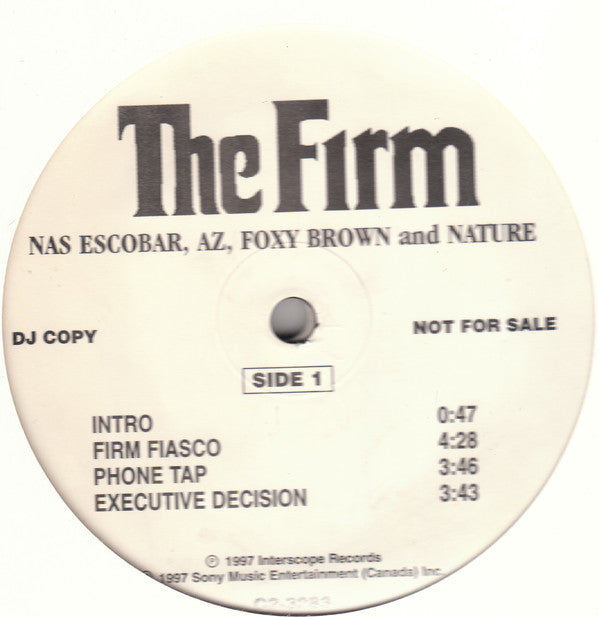 The Firm
NAS ESCOBAR, AZ, FOXY BROWN and NATURE
DJ COPY
NOT FOR SALE
SIDE 1
INTRO 0:47
FIRM FIASCO 4:28
PHONE TAP 3:46
EXECUTIVE DECISION 3:43
℗ 1997 Interscope Records
1997 Sony Music Entertainment (Canada) Inc.